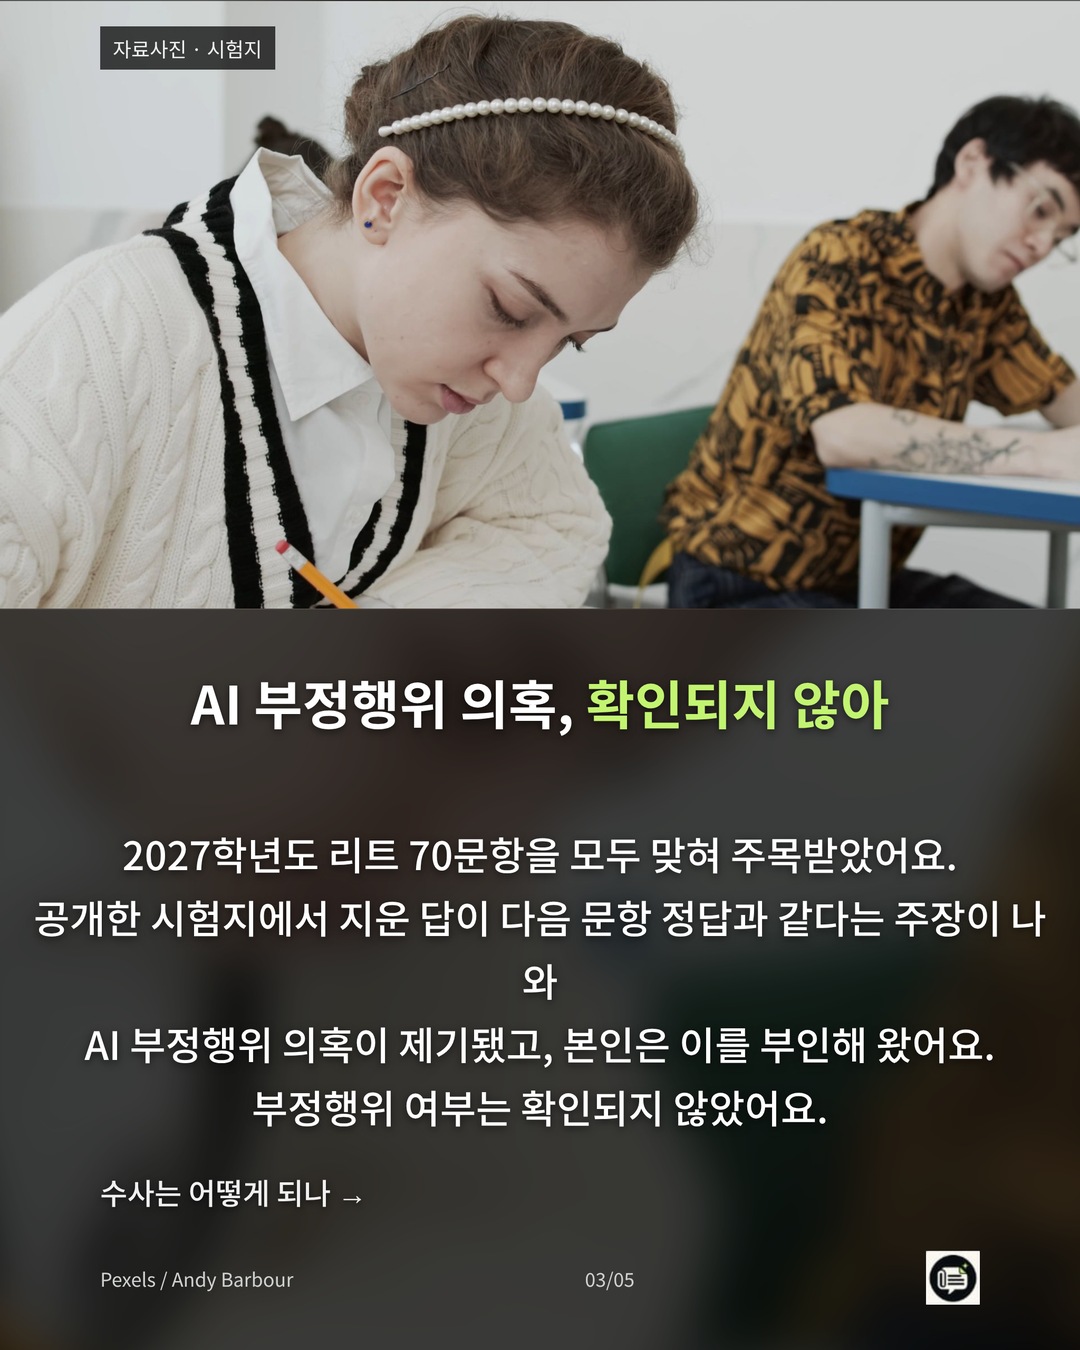 자료사진 · 시험지
AI 부정행위 의혹, 확인되지 않아
2027학년도 리트 70문항을 모두 맞혀 주목받았어요.
공개한 시험지에서 지운 답이 다음 문항 정답과 같다는 주장이 나
와
AI 부정행위 의혹이 제기됐고, 본인은 이를 부인해 왔어요.
부정행위 여부는 확인되지 않았어요.
수사는 어떻게 되나 →
Pexels / Andy Barbour
03/05